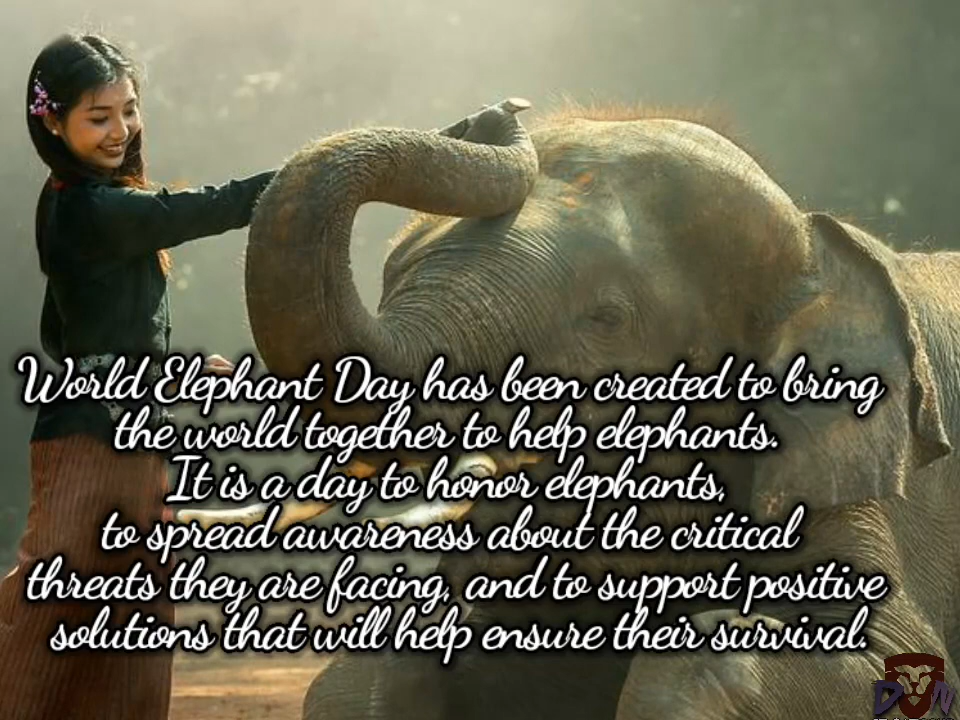 World Elephant Day has been created to bring
the world together to help elephants.
It is a day to honor elephants,
to spread awareness about the critical
threats they are facing, and to support positive
solutions that will help ensure their survival.
DN